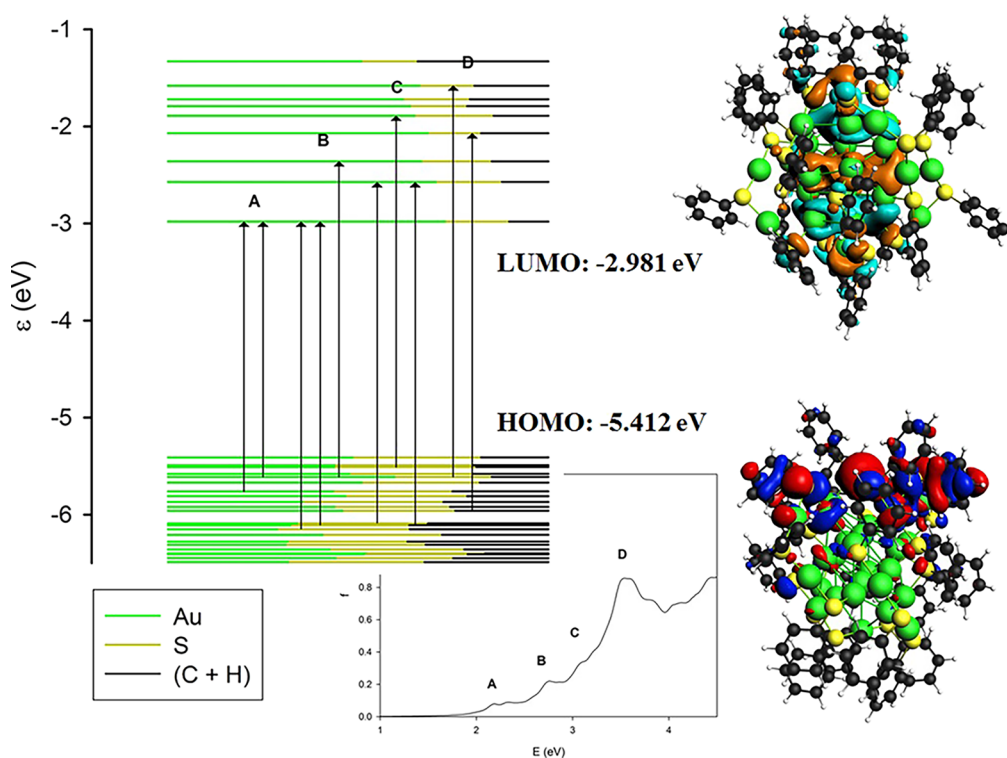 -1
-2
-3
-4
-5
-6
ε (eV)
D
C
B
A
LUMO: -2.981 eV
HOMO: -5.412 eV
Au
S
(C + H)
0.8
0.6
0.4
0.2
0.0
f
D
C
B
A
1 2 3 4
E (eV)